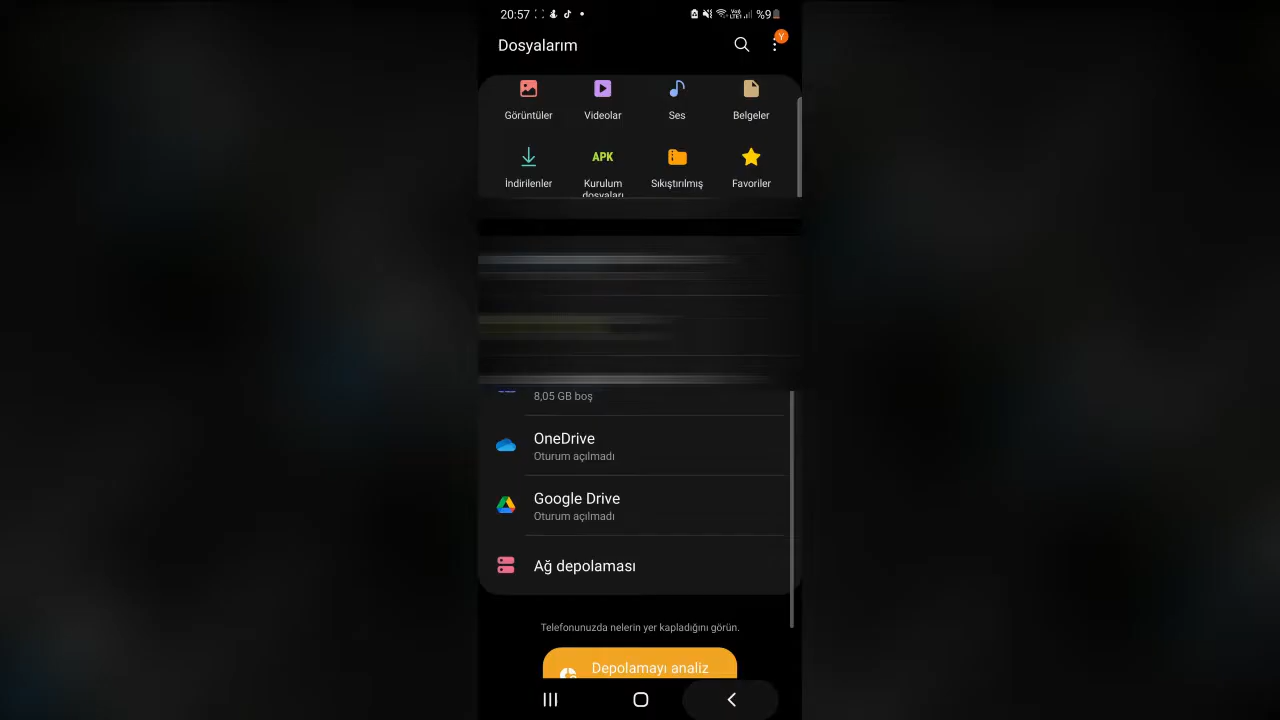 20:57
VoLTE1
%9
Dosyalarım
Y
Görüntüler
Videolar
Ses
Belgeler
APK
İndirilenler
Kurulum dosyaları
Sıkıştırılmış
Favoriler
8,05 GB boş
OneDrive
Oturum açılmadı
Google Drive
Oturum açılmadı
Ağ depolaması
Telefonunuzda nelerin yer kapladığını görün.
Depolamayı analiz